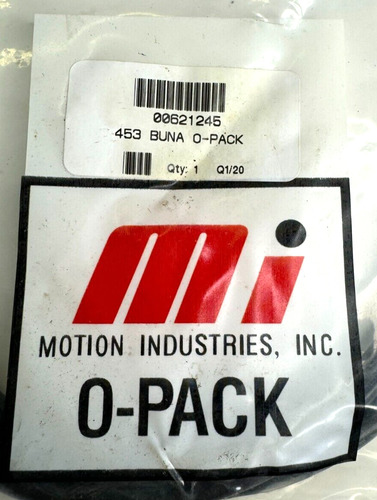 00621245
453 BUNA O-PACK
Qty: 1 Q1/20
mi
MOTION INDUSTRIES, INC.
O-PACK